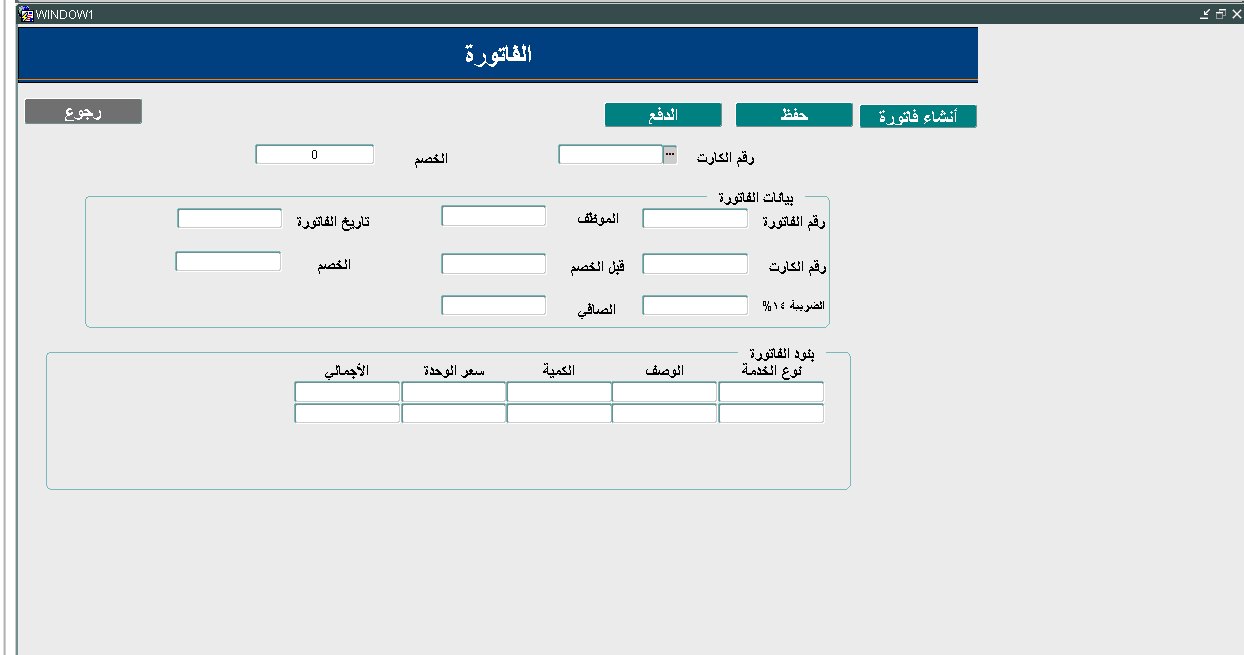 WINDOW1
الفاتورة
أنشاء فاتورة حفظ الدفع رجوع
رقم الكارت ... الخصم 0
بيانات الفاتورة
رقم الفاتورة الموظف تاريخ الفاتورة
رقم الكارت قبل الخصم الخصم
الضريبة ١٤% الصافي
بنود الفاتورة
نوع الخدمة الوصف الكمية سعر الوحدة الأجمالي